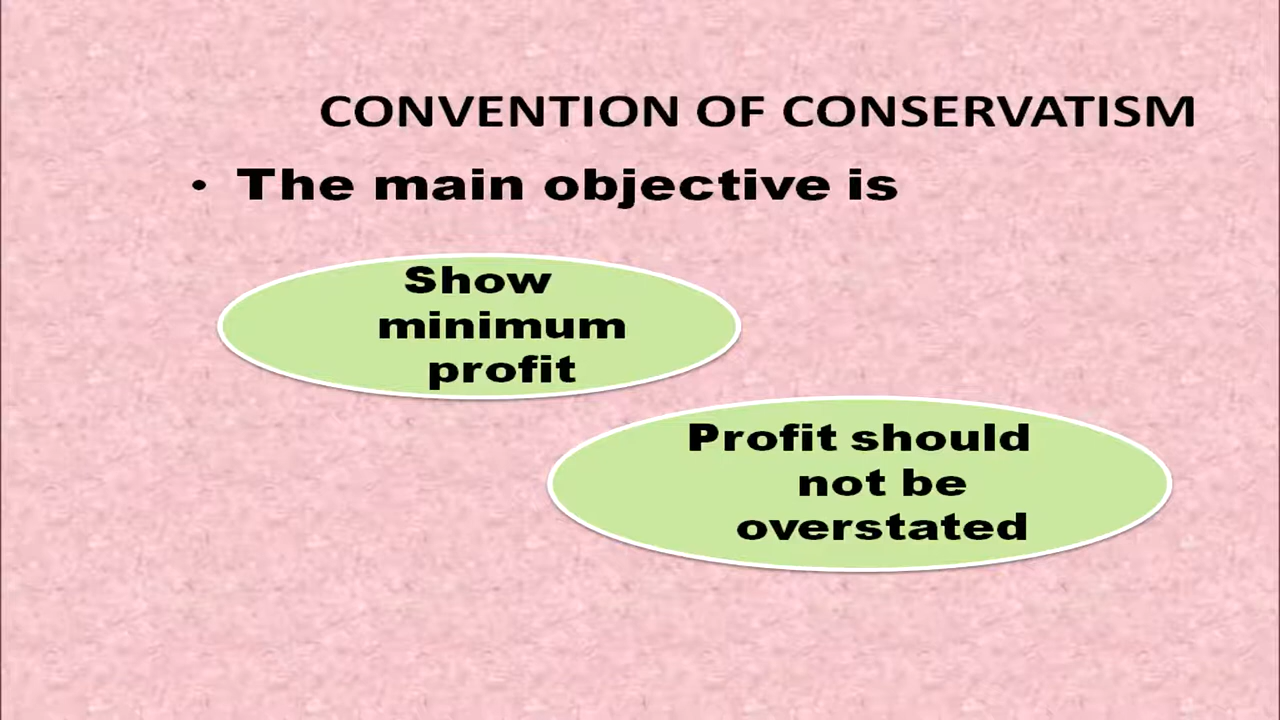 CONVENTION OF CONSERVATISM
• The main objective is
Show
minimum
profit
Profit should
not be
overstated